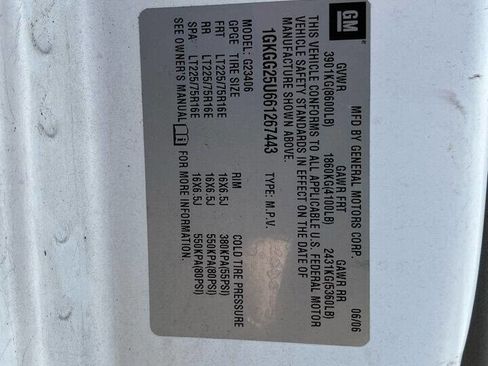 GM
MFD BY GENERAL MOTORS CORP. 06/06
GVWR GAWR FRT GAWR RR
3901KG(8600LB) 1860KG(4100LB) 2431KG(5360LB)
THIS VEHICLE CONFORMS TO ALL APPLICABLE U.S. FEDERAL MOTOR
VEHICLE SAFETY STANDARDS IN EFFECT ON THE DATE OF
MANUFACTURE SHOWN ABOVE.
1GKGG25U661267443 TYPE: M.P.V.
MODEL: G23406
GPGE TIRE SIZE RIM COLD TIRE PRESSURE
FRT LT225/75R16E 16X6.5J 380KPA(55PSI)
RR LT225/75R16E 16X6.5J 550KPA(80PSI)
SPA: LT225/75R16E 16X6.5J 550KPA(80PSI)
SEE OWNER'S MANUAL FOR MORE INFORMATION.